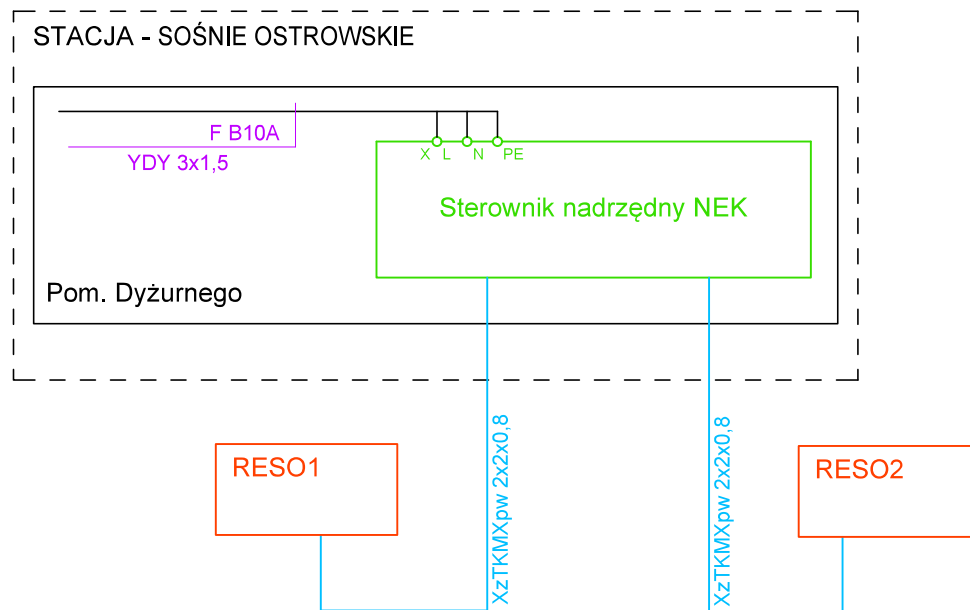 STACJA - SOŚNIE OSTROWSKIE
F B10A
YDY 3x1,5
X L N PE
Sterownik nadrzędny NEK
Pom. Dyżurnego
XzTKMXpw 2x2x0,8
XzTKMXpw 2x2x0,8
RESO1
RESO2